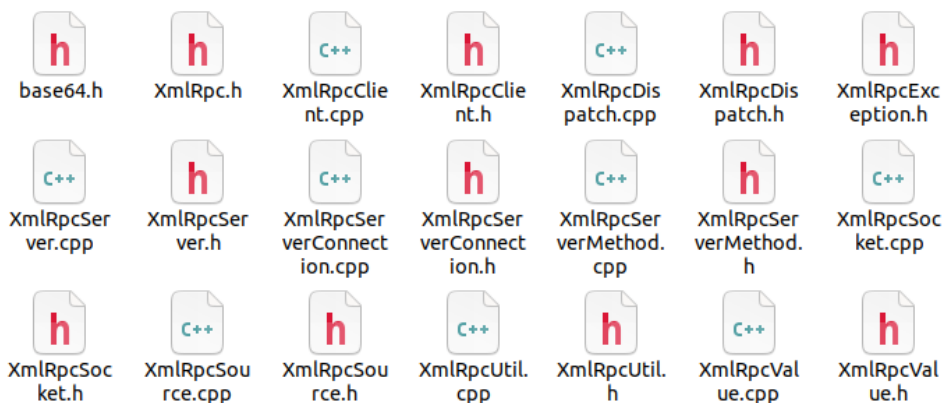 h
h
C++
h
C++
h
h
base64.h
XmlRpc.h
XmlRpcClie
nt.cpp
XmlRpcClie
nt.h
XmlRpcDis
patch.cpp
XmlRpcDis
patch.h
XmlRpcExc
eption.h
C++
h
C++
h
C++
h
C++
XmlRpcSer
ver.cpp
XmlRpcSer
ver.h
XmlRpcSer
verConnect
ion.cpp
XmlRpcSer
verConnect
ion.h
XmlRpcSer
verMethod.
cpp
XmlRpcSer
verMethod.
h
XmlRpcSoc
ket.cpp
h
C++
h
C++
h
C++
h
XmlRpcSoc
ket.h
XmlRpcSou
rce.cpp
XmlRpcSou
rce.h
XmlRpcUtil.
cpp
XmlRpcUtil.
h
XmlRpcVal
ue.cpp
XmlRpcVal
ue.h